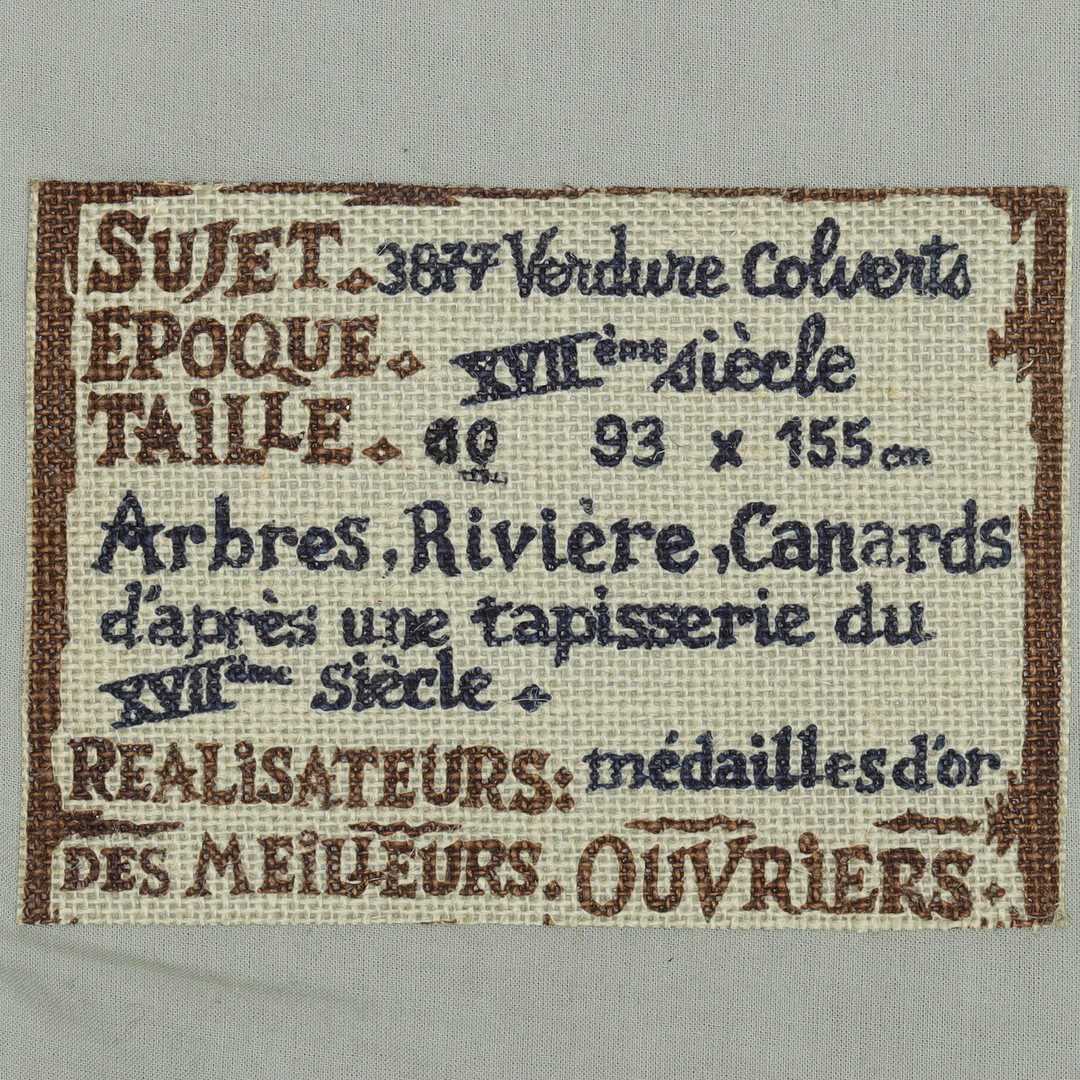 SUJET. 3877 Verdure Colverts
EPOQUE. XVIIème siècle
TAILLE. 93 x 155 cm
Arbres, Rivière, Canards
d'après une tapisserie du
XVIIème siècle
REALiSATEURS: médailles d'or
DES MEiLLEURS. OUVRiERS.